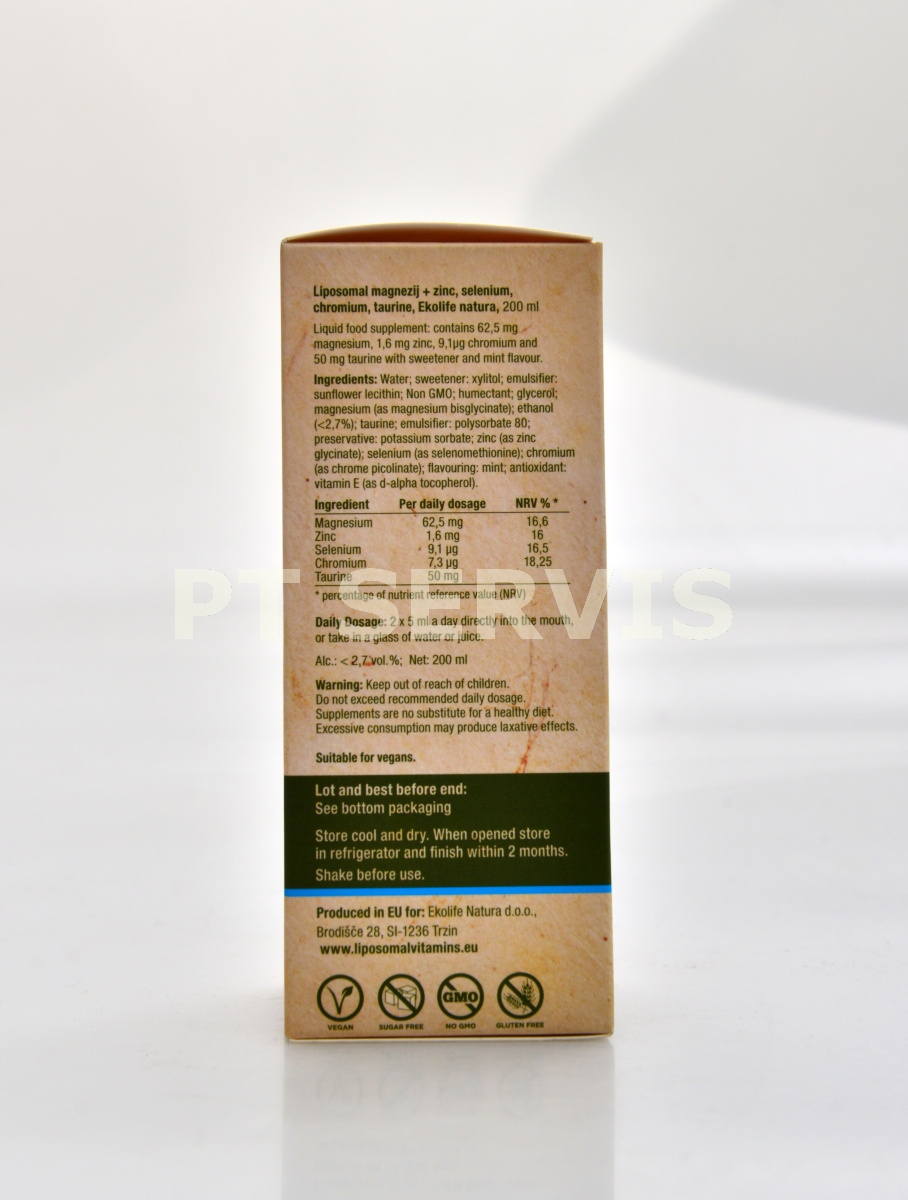 Liposomal magnezij + zinc, selenium,
chromium, taurine, Ekolife natura, 200 ml
Liquid food supplement: contains 62,5 mg
magnesium, 1,6 mg zinc, 9,1µg chromium and
50 mg taurine with sweetener and mint flavour.
Ingredients: Water; sweetener: xylitol; emulsifier:
sunflower lecithin; Non GMO; humectant; glycerol;
magnesium (as magnesium bisglycinate); ethanol
(<2,7%); taurine; emulsifier: polysorbate 80;
preservative: potassium sorbate; zinc (as zinc
glycinate); selenium (as selenomethionine); chromium
(as chrome picolinate); flavouring: mint; antioxidant:
vitamin E (as d-alpha tocopherol).
Ingredient Per daily dosage NRV % *
Magnesium 62,5 mg 16,6
Zinc 1,6 mg 16
Selenium 9,1 µg 16,5
Chromium 7,3 µg 18,25
Taurine 50 mg
* percentage of nutrient reference value (NRV)
PT SERVIS
Daily Dosage: 2 x 5 ml a day directly into the mouth,
or take in a glass of water or juice.
Alc.: < 2,7 vol.%; Net: 200 ml
Warning: Keep out of reach of children.
Do not exceed recommended daily dosage.
Supplements are no substitute for a healthy diet.
Excessive consumption may produce laxative effects.
Suitable for vegans.
Lot and best before end:
See bottom packaging
Store cool and dry. When opened store
in refrigerator and finish within 2 months.
Shake before use.
Produced in EU for: Ekolife Natura d.o.o.,
Brodišče 28, SI-1236 Trzin
www.liposomalvitamins.eu
GMO
VEGAN SUGAR FREE NO GMO GLUTEN FREE